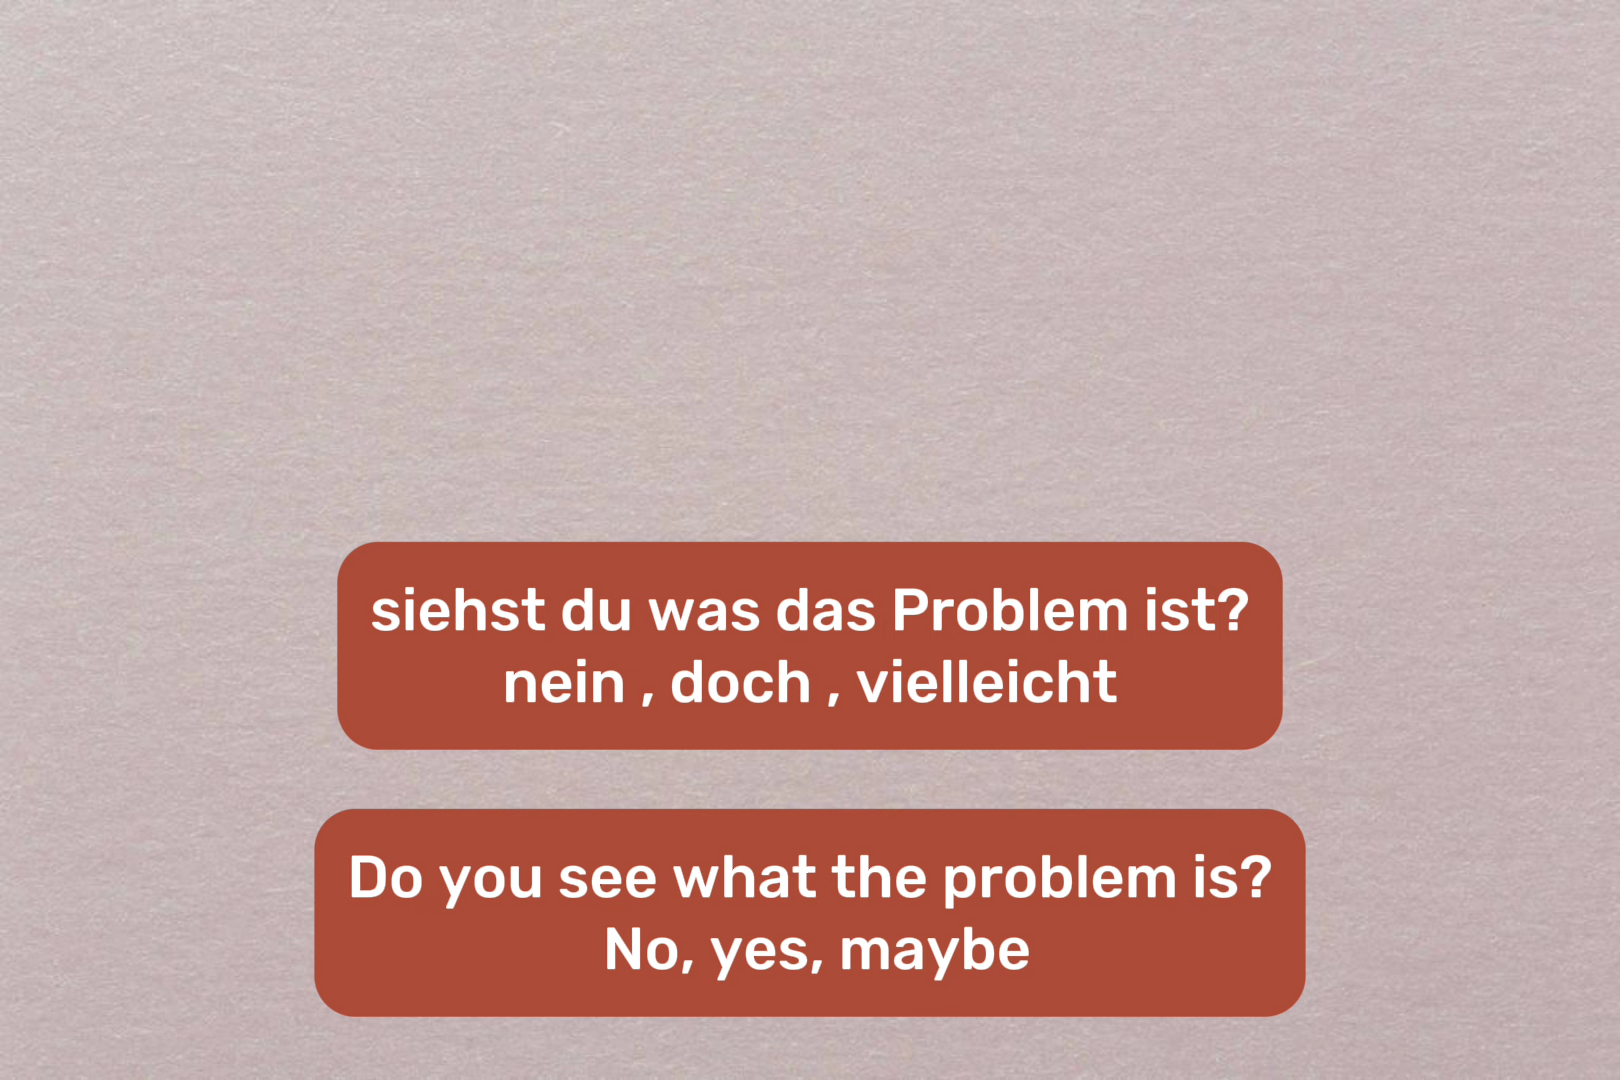 siehst du was das Problem ist?
nein , doch , vielleicht
Do you see what the problem is?
No, yes, maybe